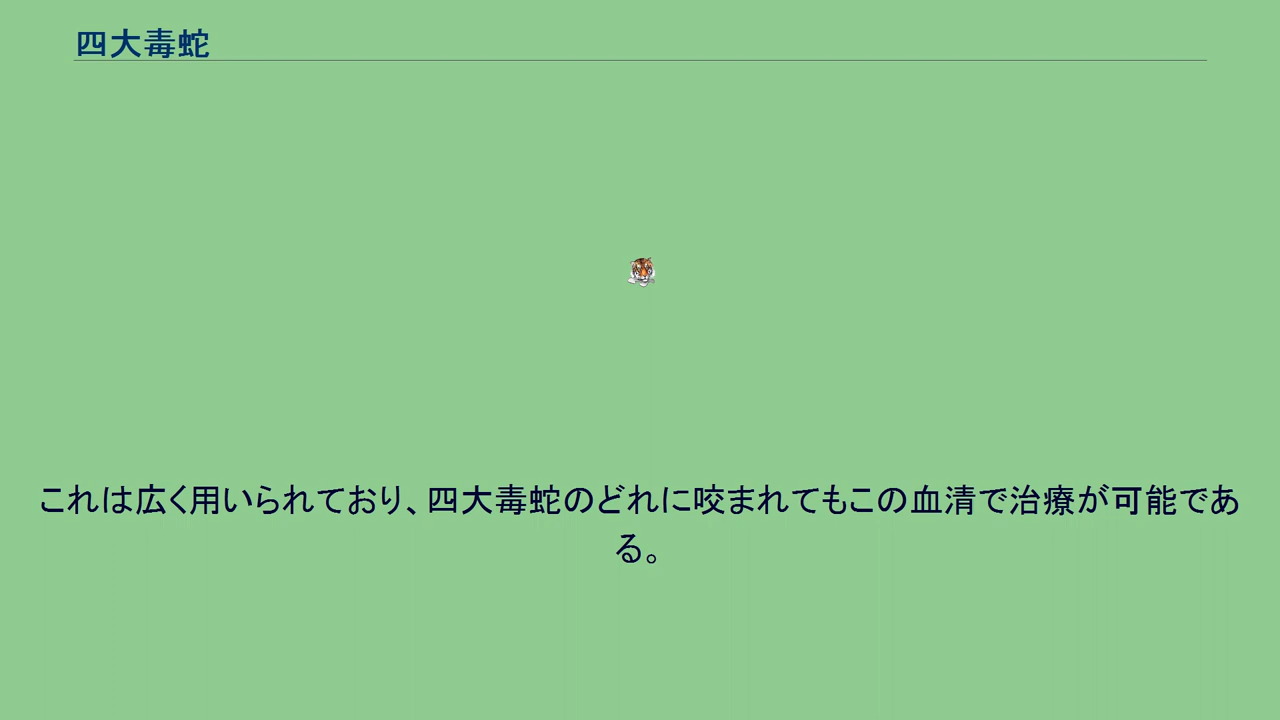 四大毒蛇
これは広く用いられており、四大毒蛇のどれに咬まれてもこの血清で治療が可能であ
る。